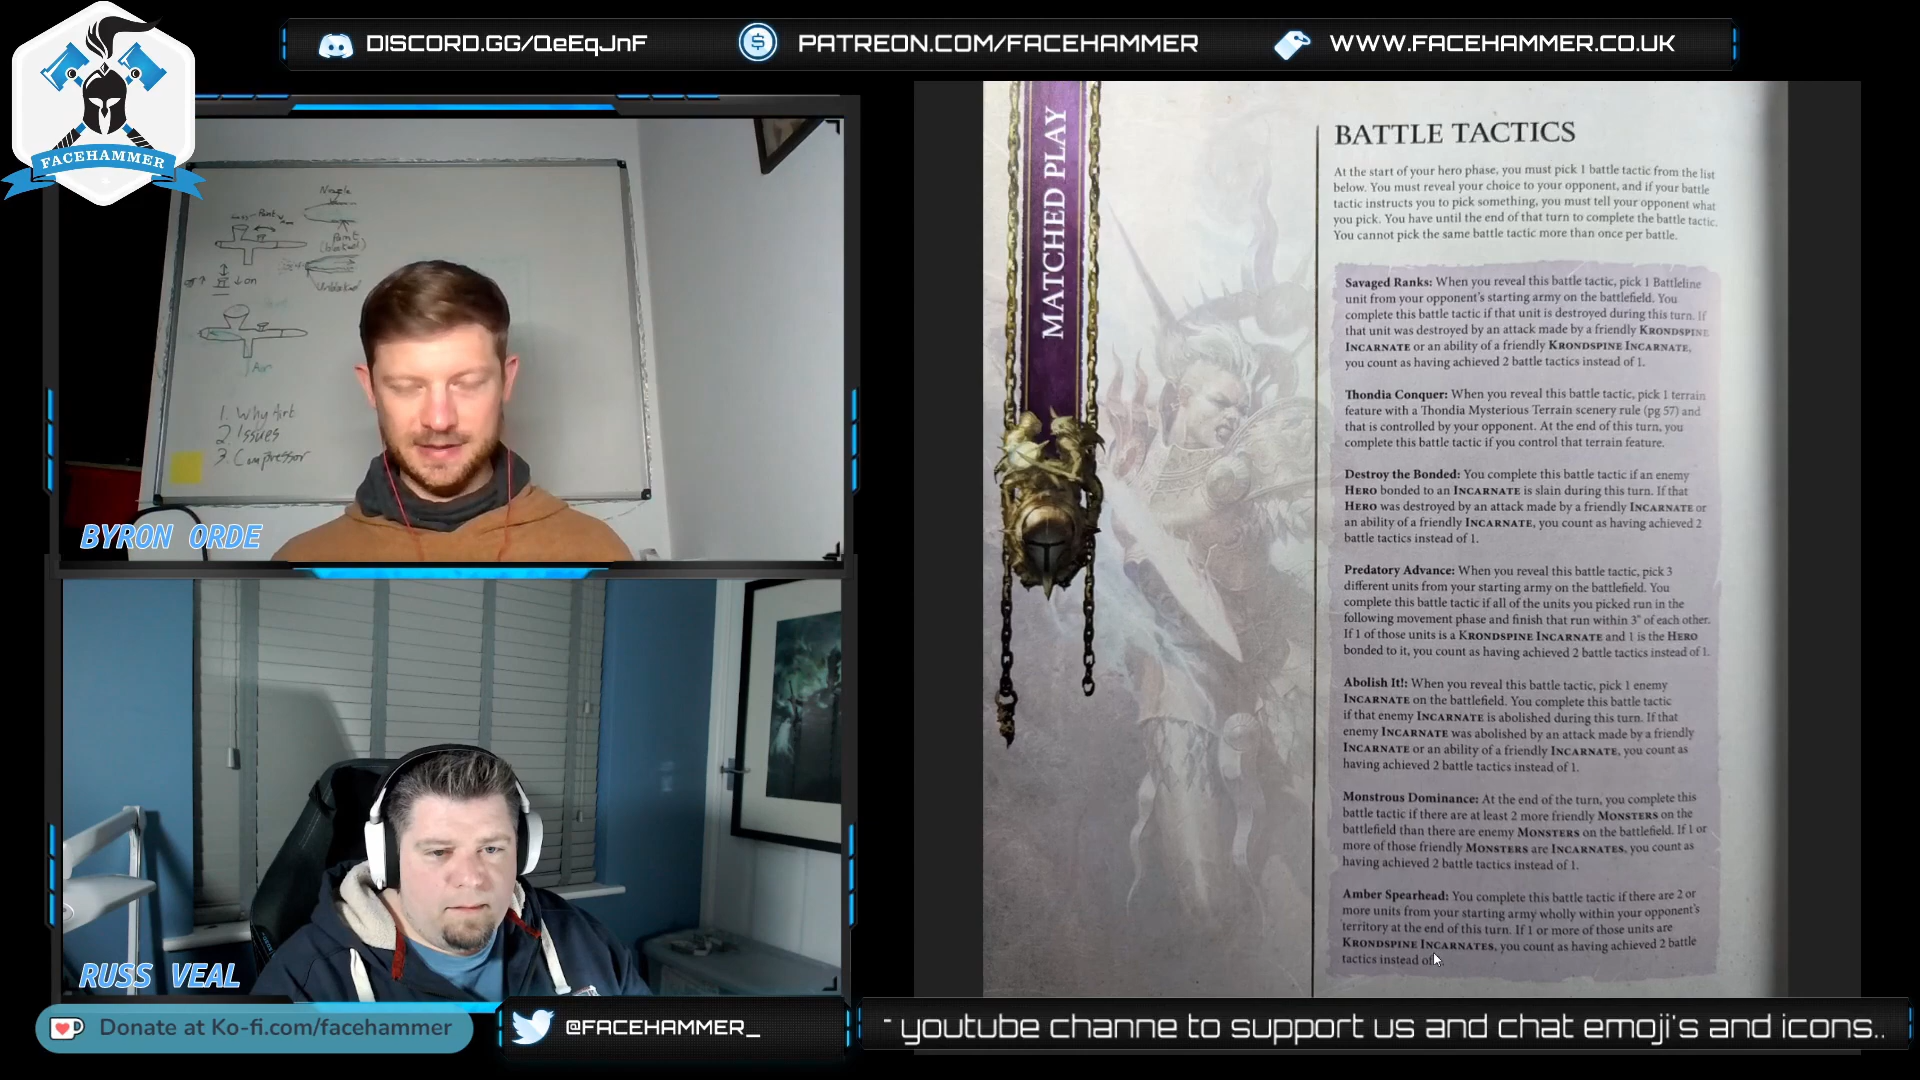 DISCORD.GG/QeEqJnF
PATREON.COM/FACEHAMMER
WWW.FACEHAMMER.CO.UK
FACEHAMMER
Nozzle
Paint
(blocked)
Unblocked
on
Air
1. Why Airb
2. Issues
3. Compressor
BYRON ORDE
RUSS VEAL
MATCHED PLAY
BATTLE TACTICS
At the start of your hero phase, you must pick 1 battle tactic from the list
below. You must reveal your choice to your opponent, and if your battle
tactic instructs you to pick something, you must tell your opponent what
you pick. You have until the end of that turn to complete the battle tactic.
You cannot pick the same battle tactic more than once per battle.
Savaged Ranks: When you reveal this battle tactic, pick 1 Battleline
unit from your opponent's starting army on the battlefield. You
complete this battle tactic if that unit is destroyed during this turn. If
that unit was destroyed by an attack made by a friendly KRONDSPINE
INCARNATE or an ability of a friendly KRONDSPINE INCARNATE,
you count as having achieved 2 battle tactics instead of 1.
Thondia Conquer: When you reveal this battle tactic, pick 1 terrain
feature with a Thondia Mysterious Terrain scenery rule (pg 57) and
that is controlled by your opponent. At the end of this turn, you
complete this battle tactic if you control that terrain feature.
Destroy the Bonded: You complete this battle tactic if an enemy
HERO bonded to an INCARNATE is slain during this turn. If that
HERO was destroyed by an attack made by a friendly INCARNATE or
an ability of a friendly INCARNATE, you count as having achieved 2
battle tactics instead of 1.
Predatory Advance: When you reveal this battle tactic, pick 3
different units from your starting army on the battlefield. You
complete this battle tactic if all of the units you picked run in the
following movement phase and finish that run within 3" of each other.
If 1 of those units is a KRONDSPINE INCARNATE and 1 is the HERO
bonded to it, you count as having achieved 2 battle tactics instead of 1.
Abolish It!: When you reveal this battle tactic, pick 1 enemy
INCARNATE on the battlefield. You complete this battle tactic
if that enemy INCARNATE is abolished during this turn. If that
enemy INCARNATE was abolished by an attack made by a friendly
INCARNATE or an ability of a friendly INCARNATE, you count as
having achieved 2 battle tactics instead of 1.
Monstrous Dominance: At the end of the turn, you complete this
battle tactic if there are at least 2 more friendly MONSTERS on the
battlefield than there are enemy MONSTERS on the battlefield. If 1 or
more of those friendly MONSTERS are INCARNATES, you count as
having achieved 2 battle tactics instead of 1.
Amber Spearhead: You complete this battle tactic if there are 2 or
more units from your starting army wholly within your opponent's
territory at the end of this turn. If 1 or more of those units are
KRONDSPINE INCARNATES, you count as having achieved 2 battle
tactics instead of
Donate at Ko-fi.com/facehammer
@FACEHAMMER_
- youtube channe to support us and chat emoji's and icons..